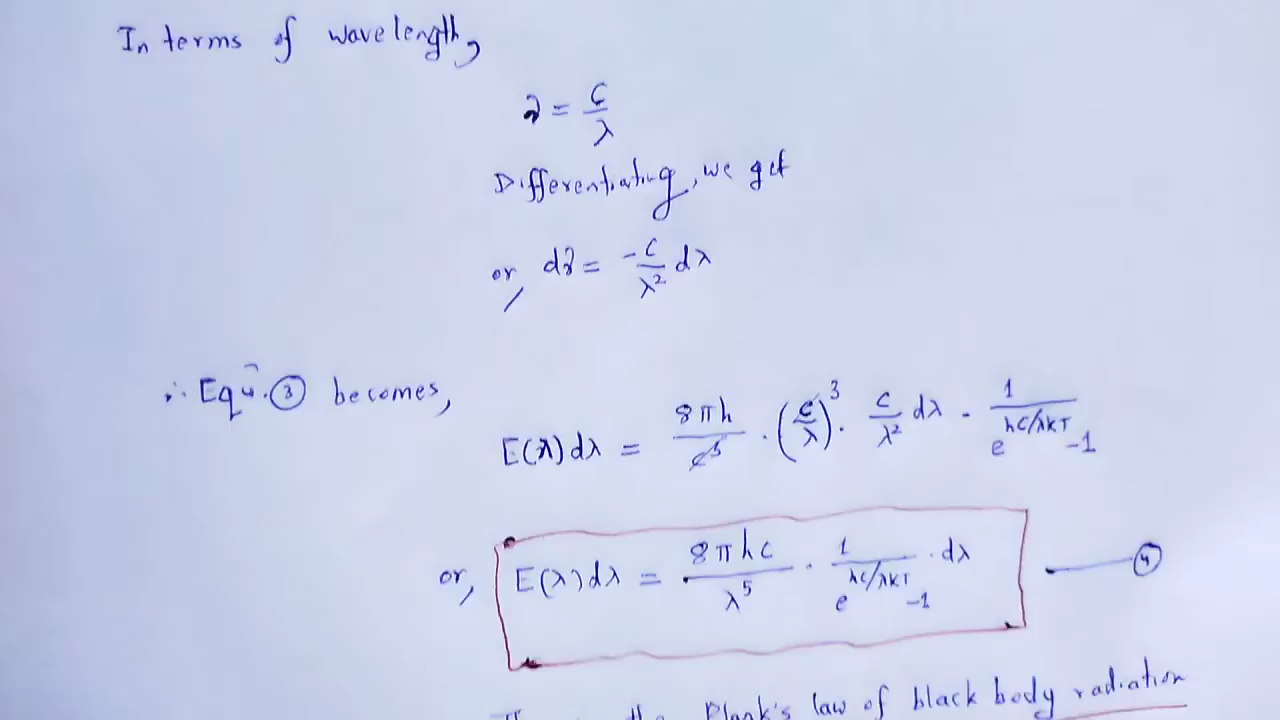 In terms of wavelength,
ν = c/λ
Differentiating, we get
or, dν = -c/λ² dλ
∴ Equⁿ. ③ becomes,
E(λ)dλ = 8πh/c³ · (c/λ)³ · c/λ² dλ · 1/(e^(hc/λKT) -1)
or, E(λ)dλ = 8πhc/λ⁵ · 1/(e^(hc/λKT) -1) · dλ ④
the Plank's law of black body radiation